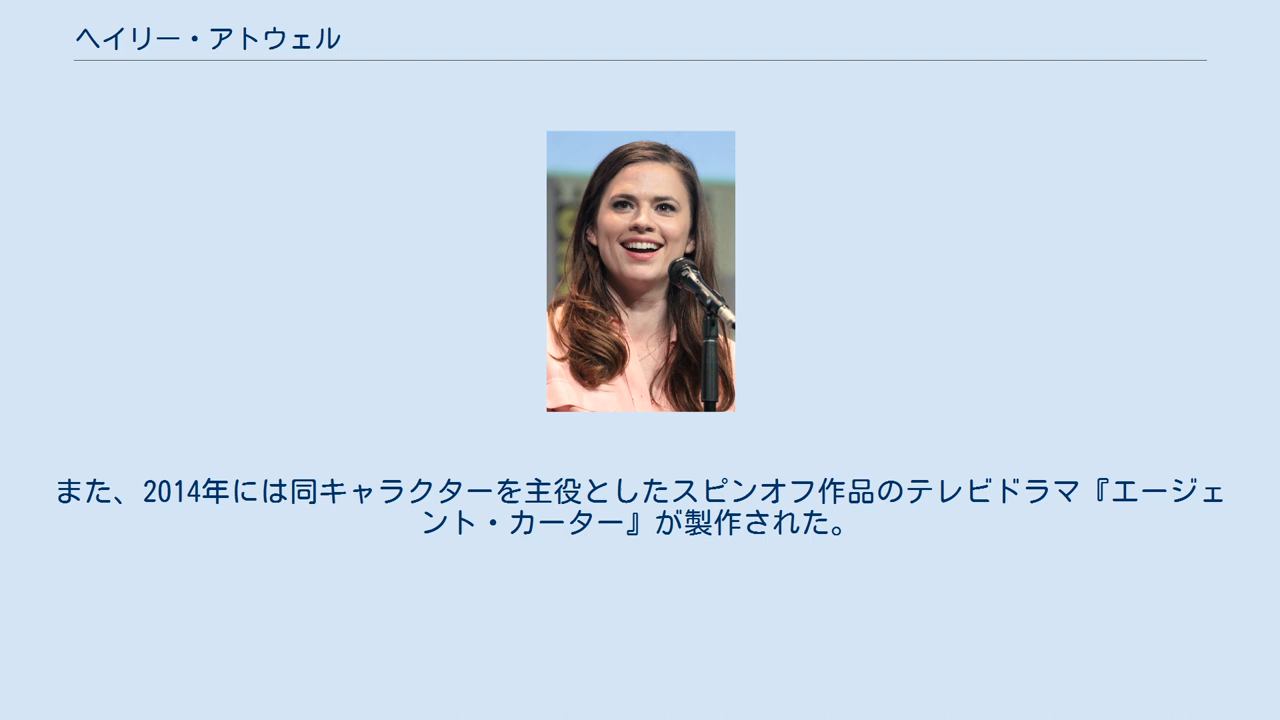 ヘイリー・アトウェル
また、2014年には同キャラクターを主役としたスピンオフ作品のテレビドラマ『エージェ
ント・カーター』が製作された。